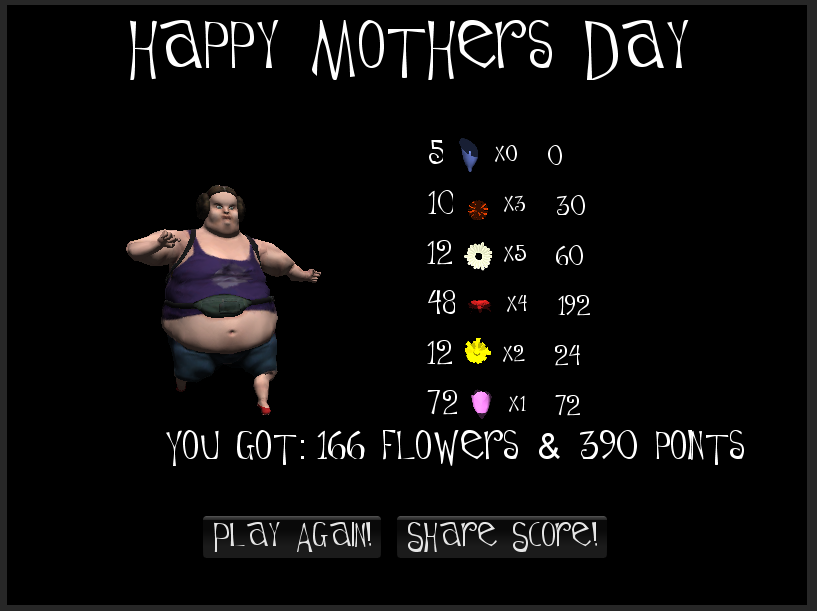 Happy Mothers Day
5 x0 0
10 x3 30
12 x5 60
48 x4 192
12 x2 24
72 x1 72
You Got: 166 Flowers & 390 Ponts
Play Again! Share Score!